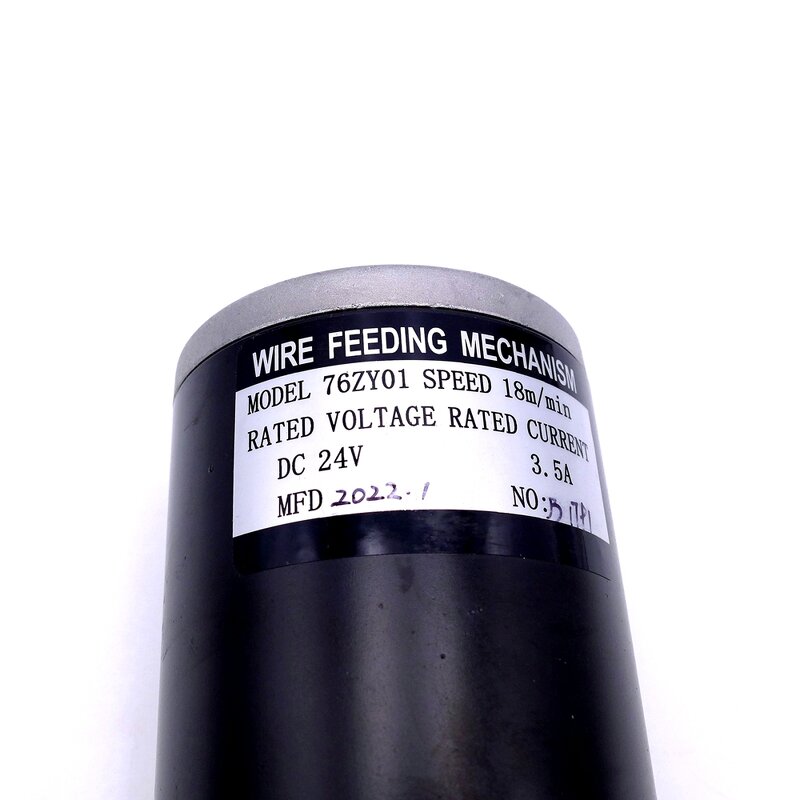 WIRE FEEDING MECHANISM
MODEL 76ZY01 SPEED 18m/min
RATED VOLTAGE RATED CURRENT
DC 24V 3.5A
MFD 2022.1 NO: